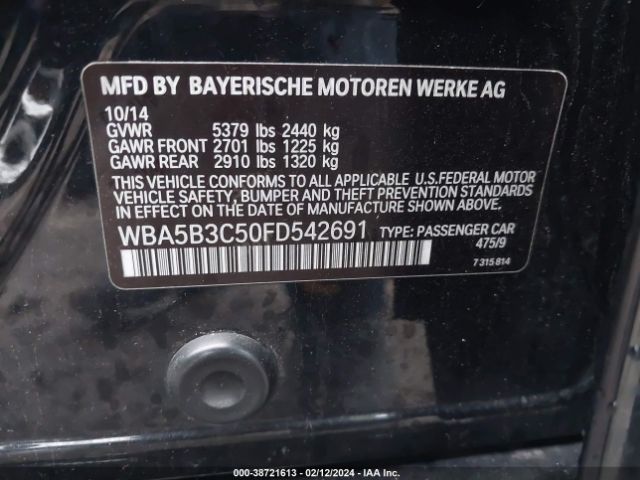 MFD BY BAYERISCHE MOTOREN WERKE AG
10/14
GVWR 5379 lbs 2440 kg
GAWR FRONT 2701 lbs 1225 kg
GAWR REAR 2910 lbs 1320 kg
THIS VEHICLE CONFORMS TO ALL APPLICABLE U.S.FEDERAL MOTOR
VEHICLE SAFETY, BUMPER AND THEFT PREVENTION STANDARDS
IN EFFECT ON THE DATE OF MANUFACTURE SHOWN ABOVE.
WBA5B3C50FD542691 TYPE: PASSENGER CAR
475/9
7 315 814
000-38721613 - 02/12/2024 - IAA Inc.